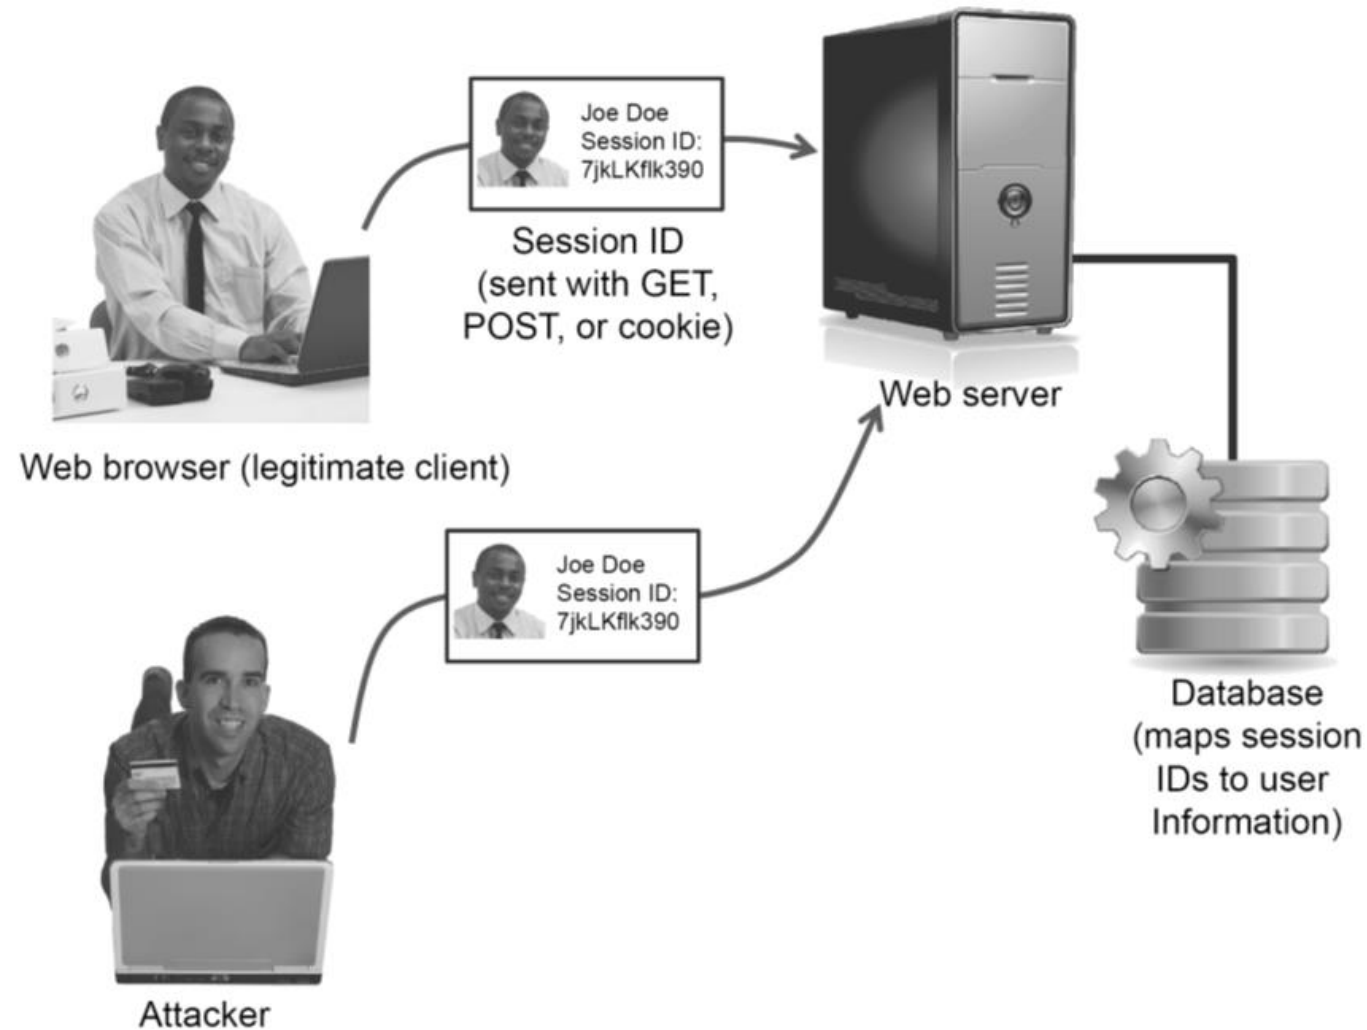 Joe Doe
Session ID:
7jkLKflk390
Session ID
(sent with GET,
POST, or cookie)
Web server
Web browser (legitimate client)
Joe Doe
Session ID:
7jkLKflk390
Database
(maps session
IDs to user
Information)
Attacker